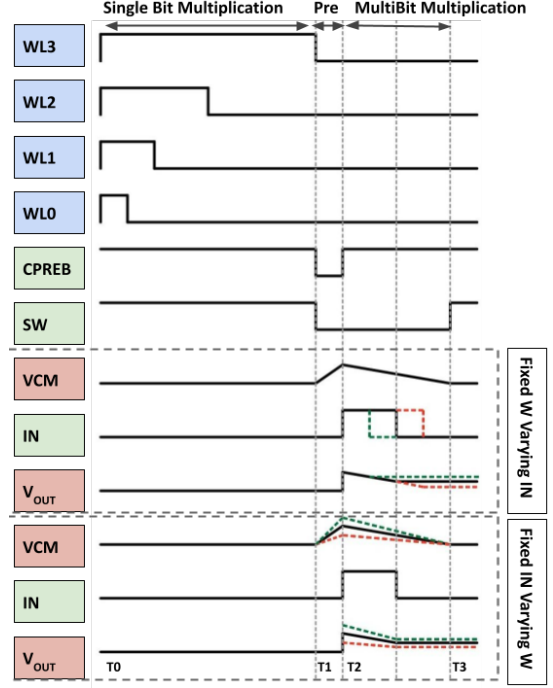 Single Bit Multiplication Pre MultiBit Multiplication
WL3
WL2
WL1
WL0
CPREB
SW
VCM
IN
VOUT
Fixed W Varying IN
VCM
IN
VOUT
Fixed IN Varying W
T0 T1 T2 T3